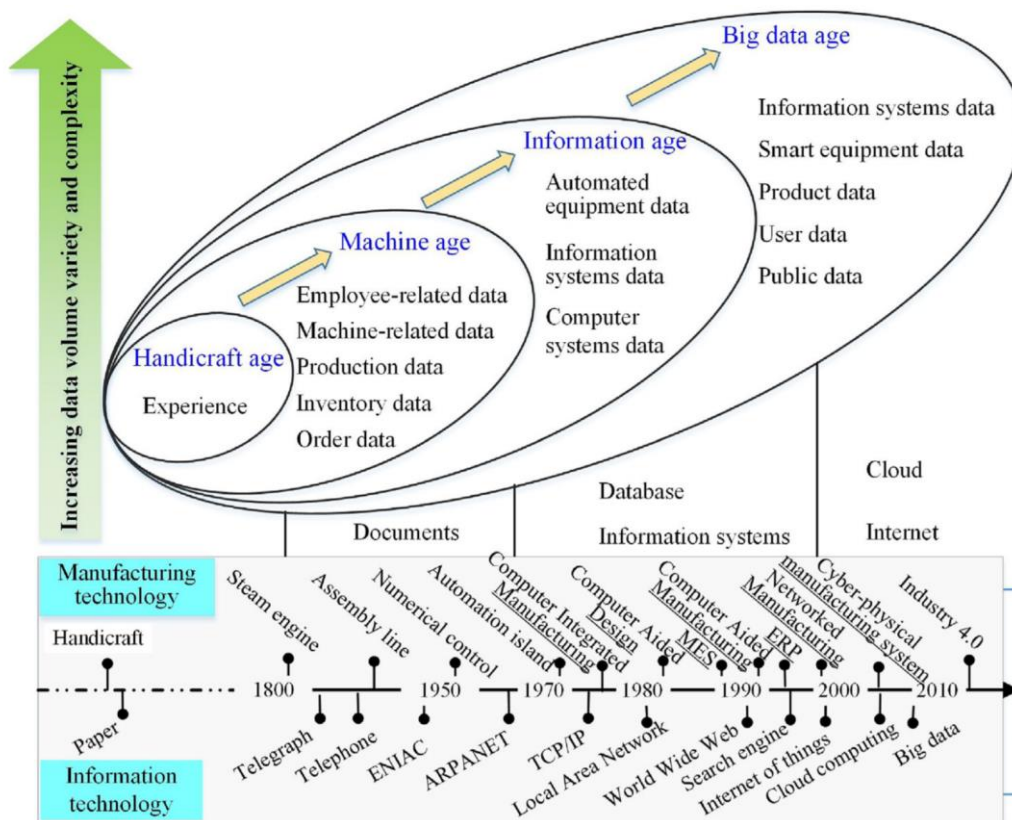 Increasing data volume variety and complexity
Big data age
Information systems data
Smart equipment data
Product data
User data
Public data
Information age
Automated
equipment data
Information
systems data
Computer
systems data
Machine age
Employee-related data
Machine-related data
Production data
Inventory data
Order data
Handicraft age
Experience
Documents
Database
Information systems
Cloud
Internet
Manufacturing
technology
Handicraft
Steam engine
Assembly line
Numerical control
Automation island
Computer Integrated
Manufacturing
Computer Aided
Design
MES
Computer Aided
Manufacturing
ERP
Networked
Manufacturing
Cyber-physical
manufacturing system
Industry 4.0
1800
1950
1970
1980
1990
2000
2010
Paper
Telegraph
Telephone
ENIAC
ARPANET
TCP/IP
Local Area Network
World Wide Web
Search engine
Internet of things
Cloud computing
Big data
Information
technology